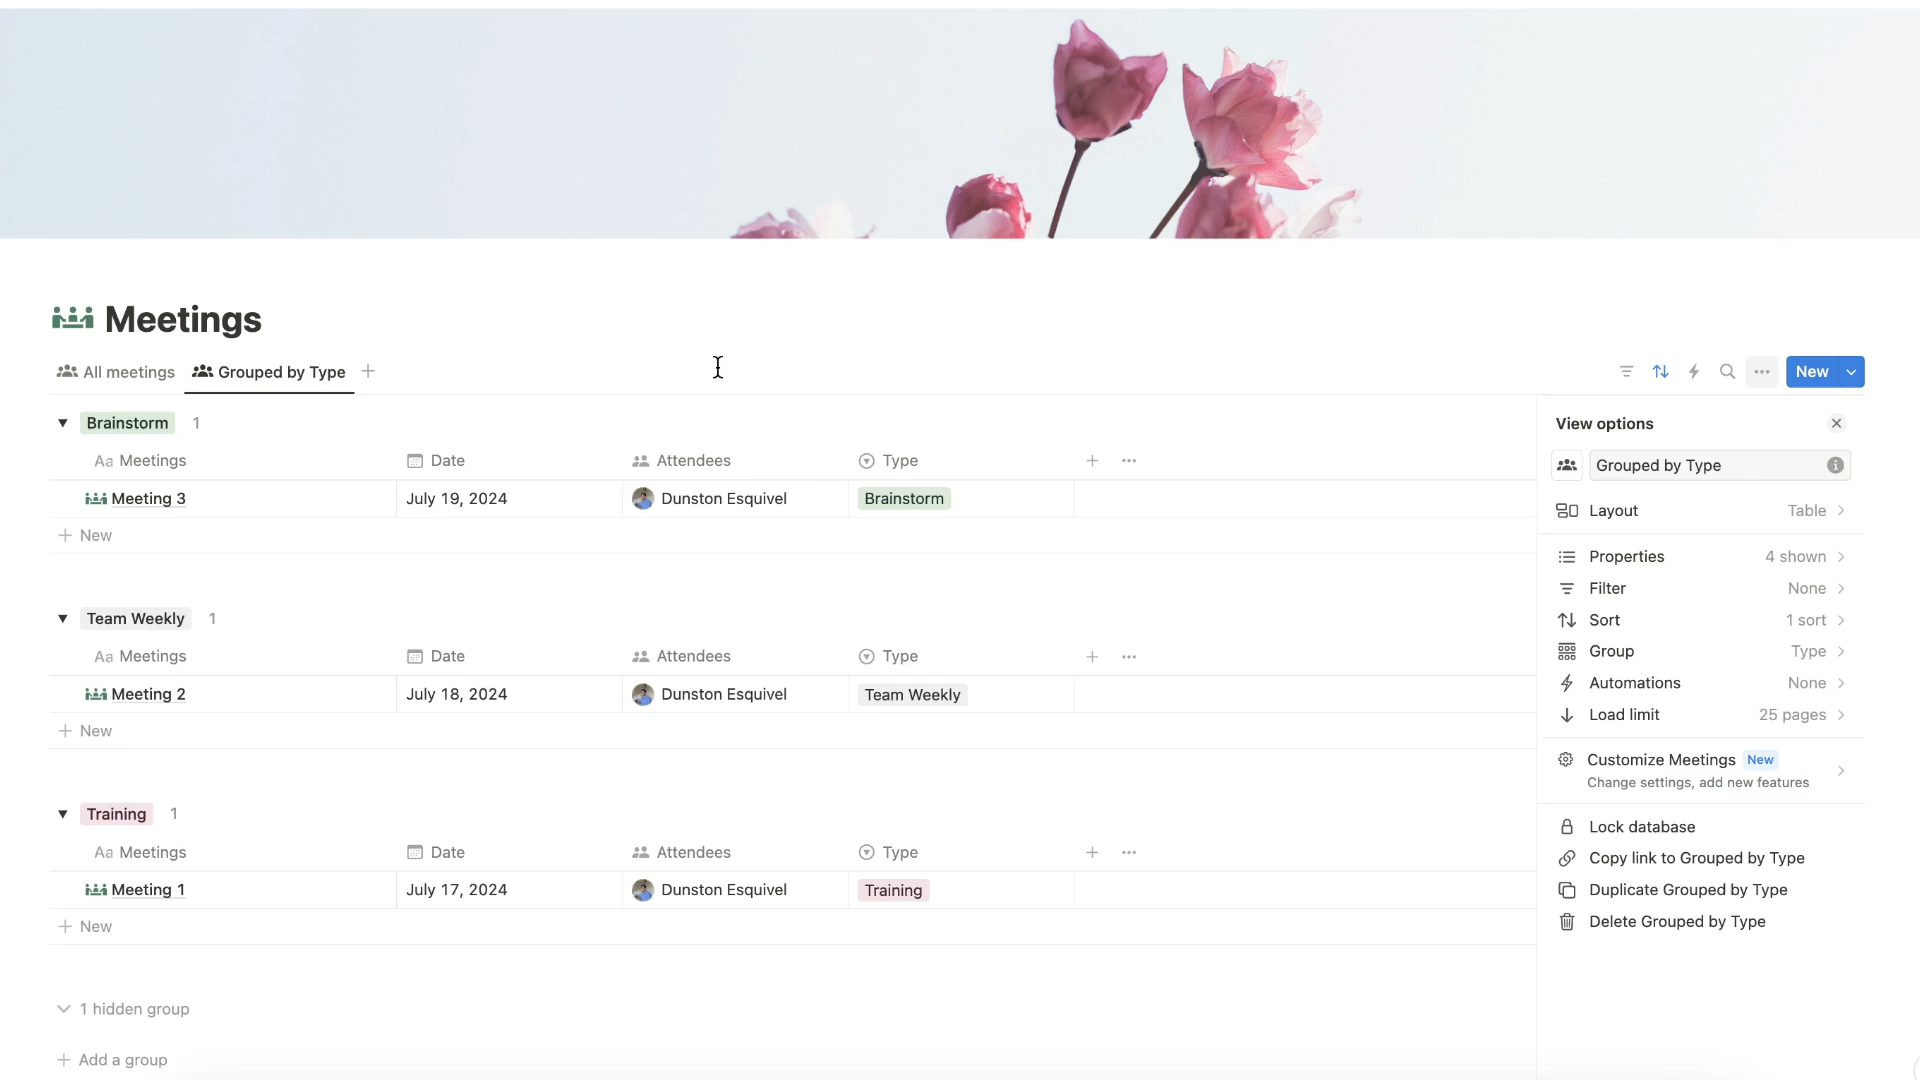 Meetings
All meetings Grouped by Type
New
Brainstorm 1
Aa Meetings Date Attendees Type
Meeting 3 July 19, 2024 Dunston Esquivel Brainstorm
New
Team Weekly 1
Aa Meetings Date Attendees Type
Meeting 2 July 18, 2024 Dunston Esquivel Team Weekly
New
Training 1
Aa Meetings Date Attendees Type
Meeting 1 July 17, 2024 Dunston Esquivel Training
New
1 hidden group
Add a group
View options
Grouped by Type
Layout Table
Properties 4 shown
Filter None
Sort 1 sort
Group Type
Automations None
Load limit 25 pages
Customize Meetings New
Change settings, add new features
Lock database
Copy link to Grouped by Type
Duplicate Grouped by Type
Delete Grouped by Type